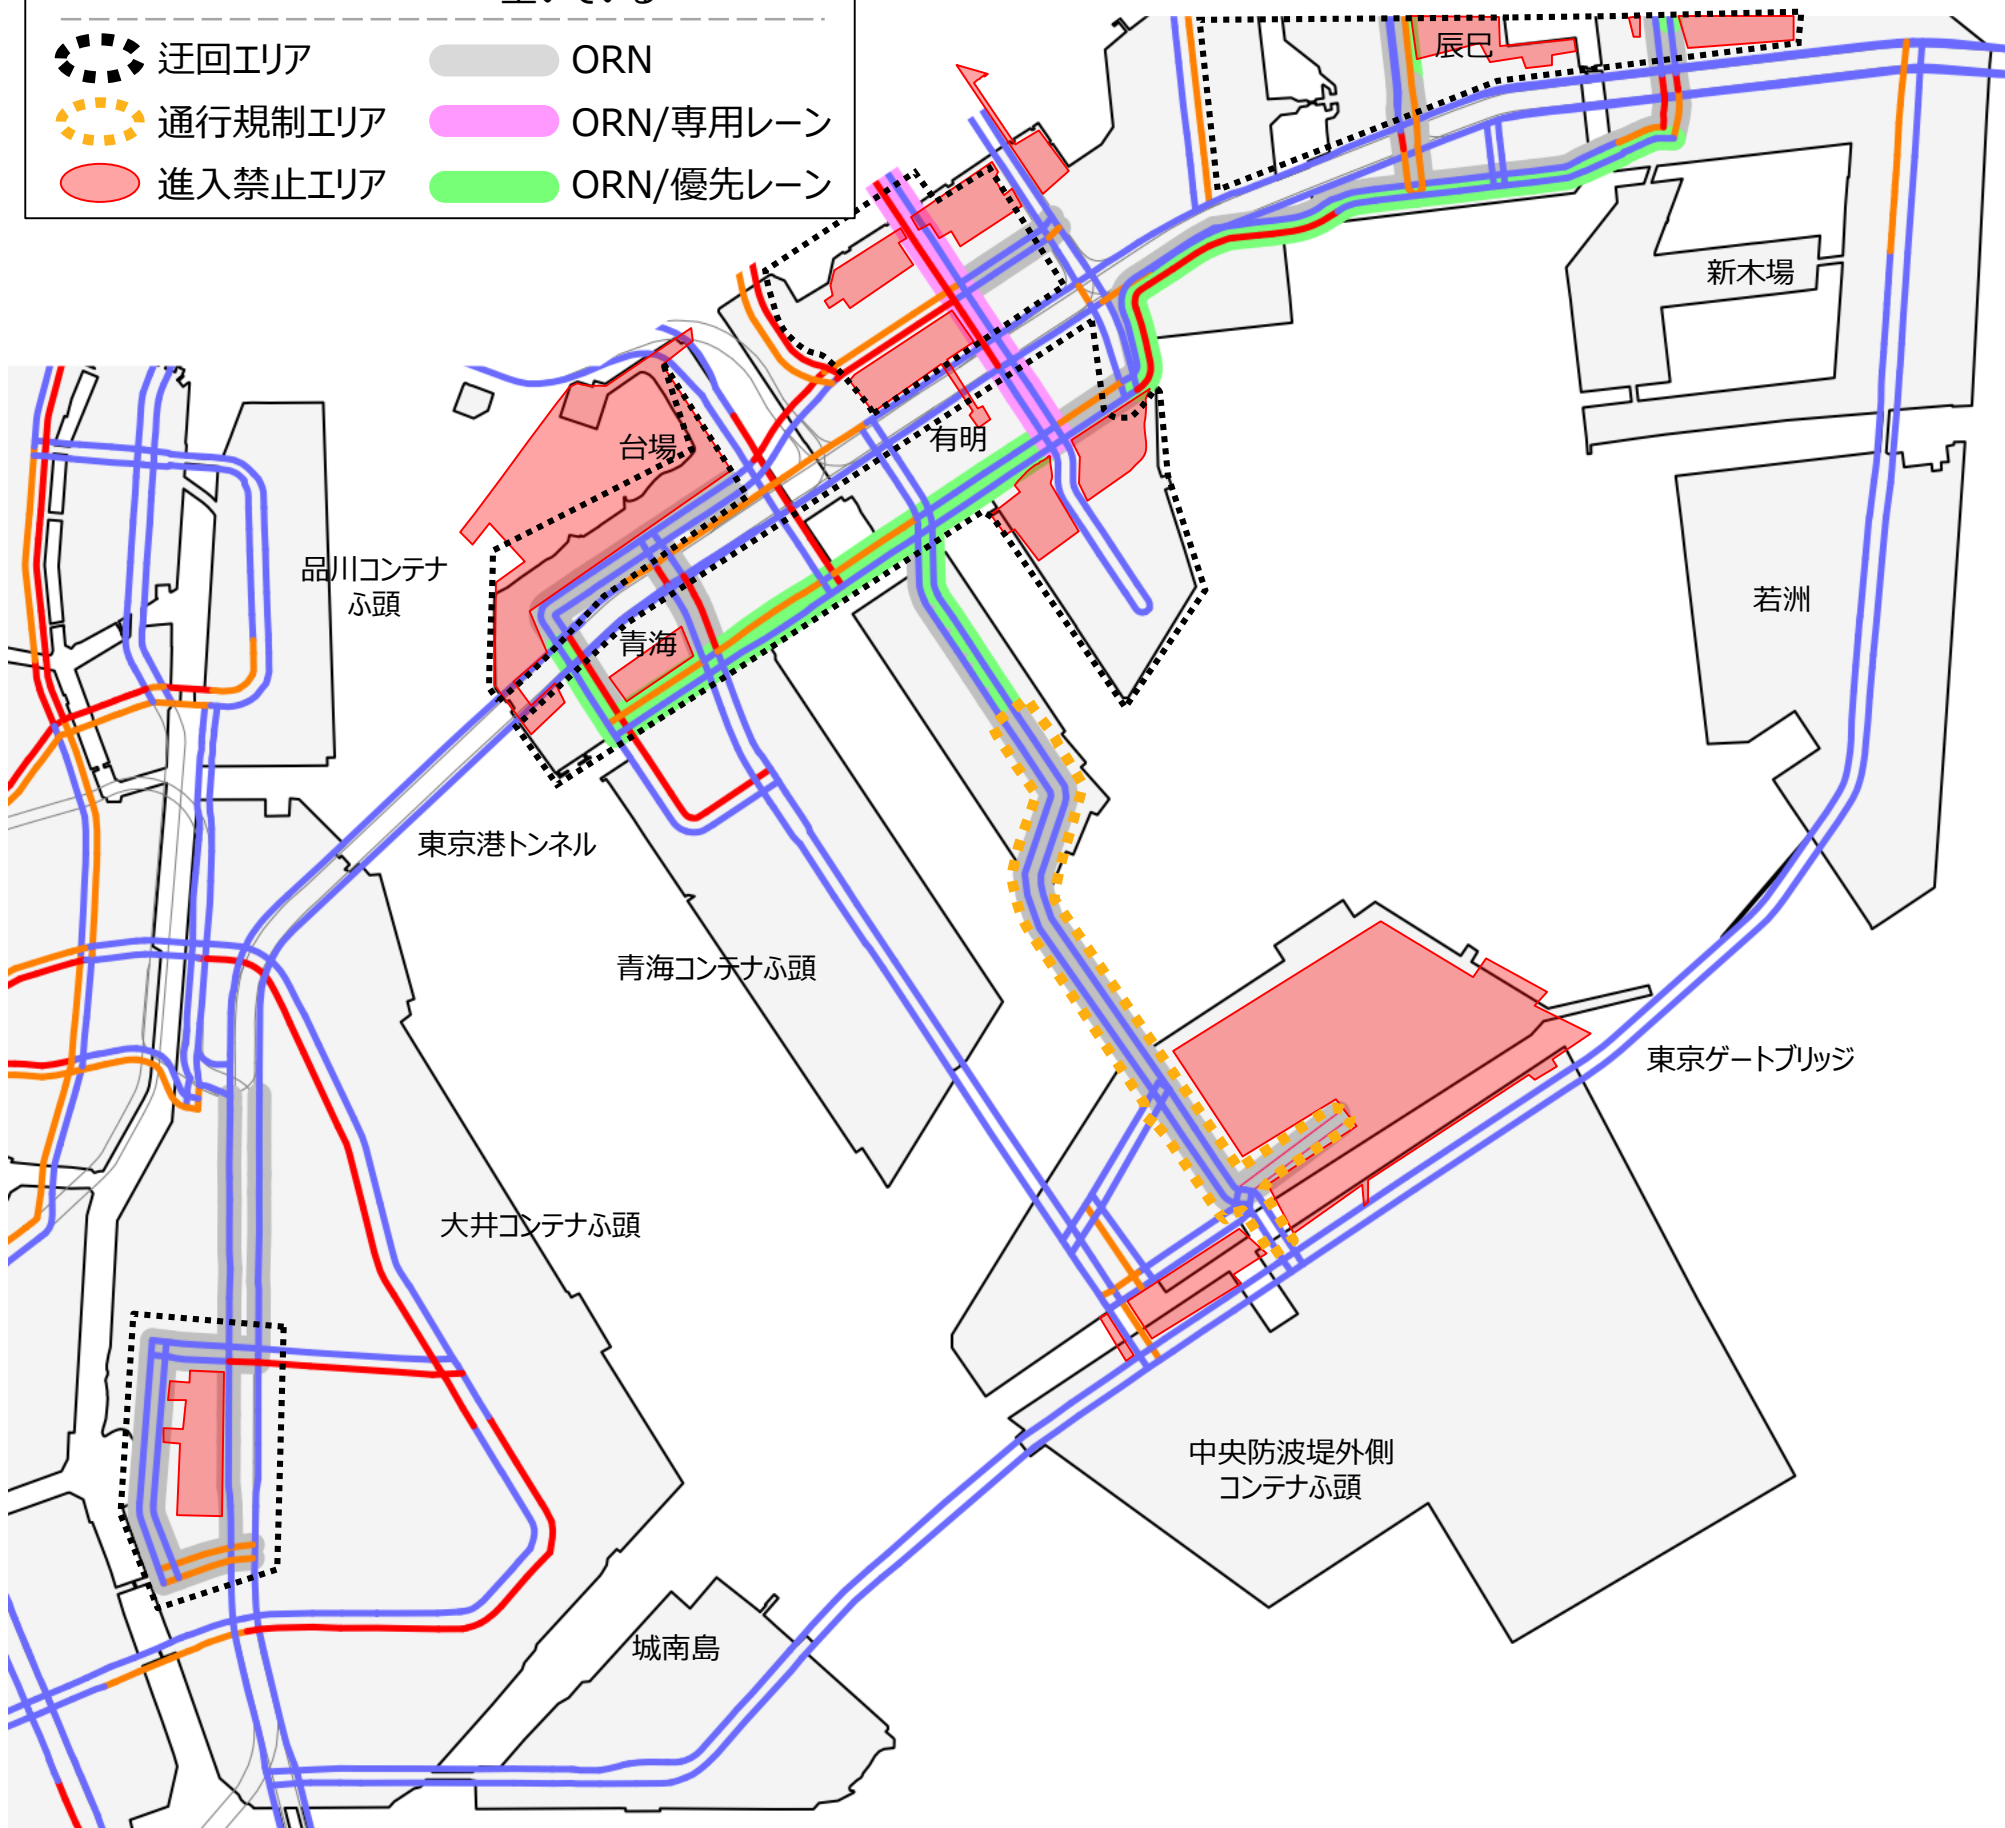 空いている
迂回エリア
ORN
通行規制エリア
ORN/専用レーン
進入禁止エリア
ORN/優先レーン
辰巳
新木場
有明
台場
品川コンテナ
ふ頭
若洲
青海
東京港トンネル
青海コンテナふ頭
東京ゲートブリッジ
大井コンテナふ頭
中央防波堤外側
コンテナふ頭
城南島